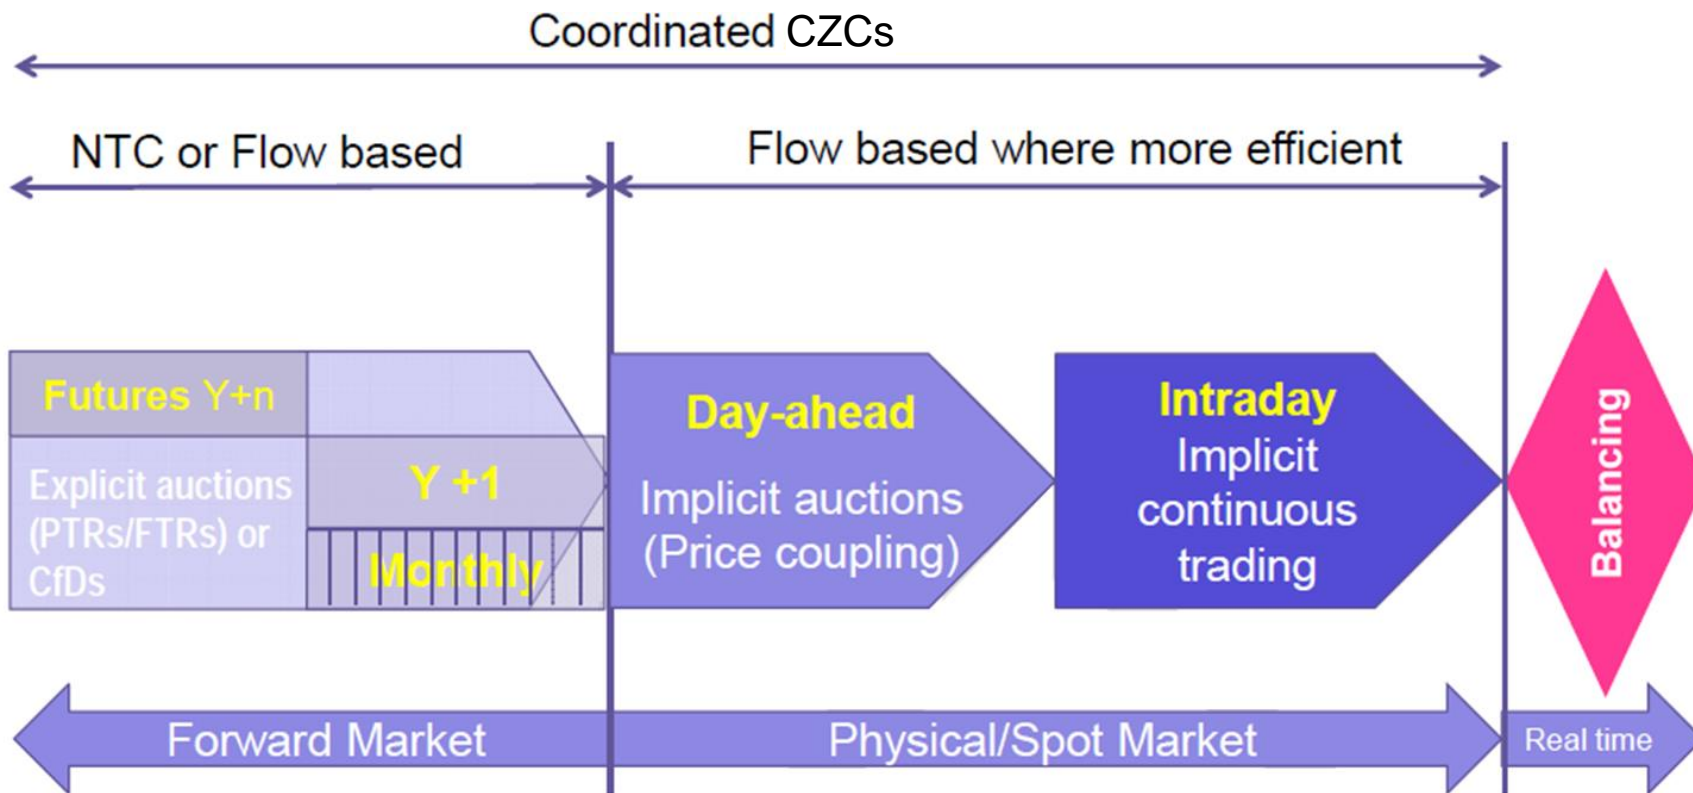 Coordinated CZCs
NTC or Flow based
Flow based where more efficient
Futures Y+n
Explicit auctions
(PTRs/FTRs) or
CfDs
Y +1
Monthly
Day-ahead
Implicit auctions
(Price coupling)
Intraday
Implicit
continuous
trading
Balancing
Forward Market
Physical/Spot Market
Real time